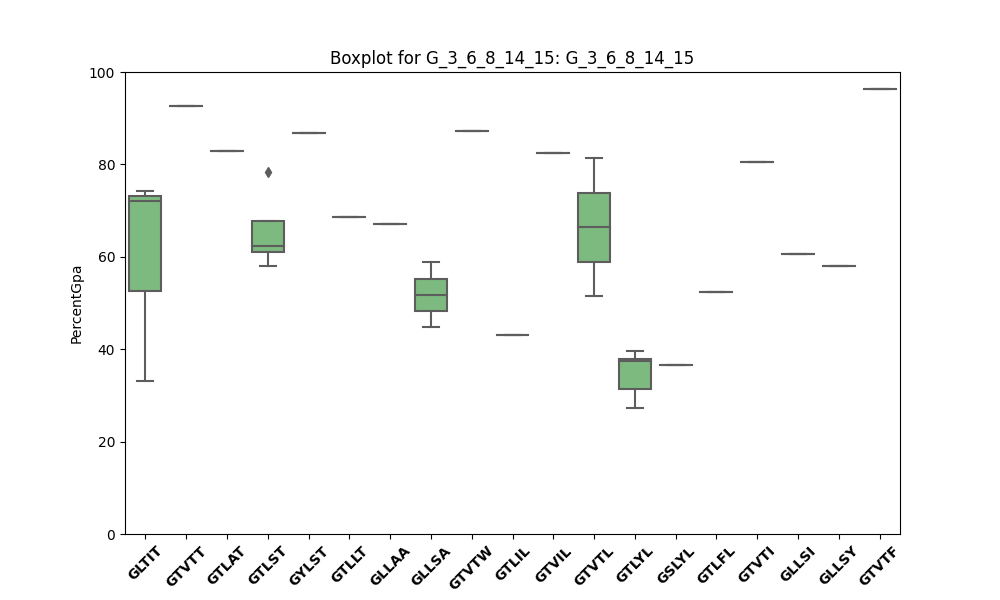 Boxplot for G_3_6_8_14_15: G_3_6_8_14_15
100
80
60
40
20
0
PercentGpa
GLTIT GTVTT GTLAT GTLST GYLST GTLLT GLLAA GLLSA GTVTW GTLIL GTVIL GTVTL GTLYL GSLYL GTLFL GTVTI GLLSI GLLSY GTVTF